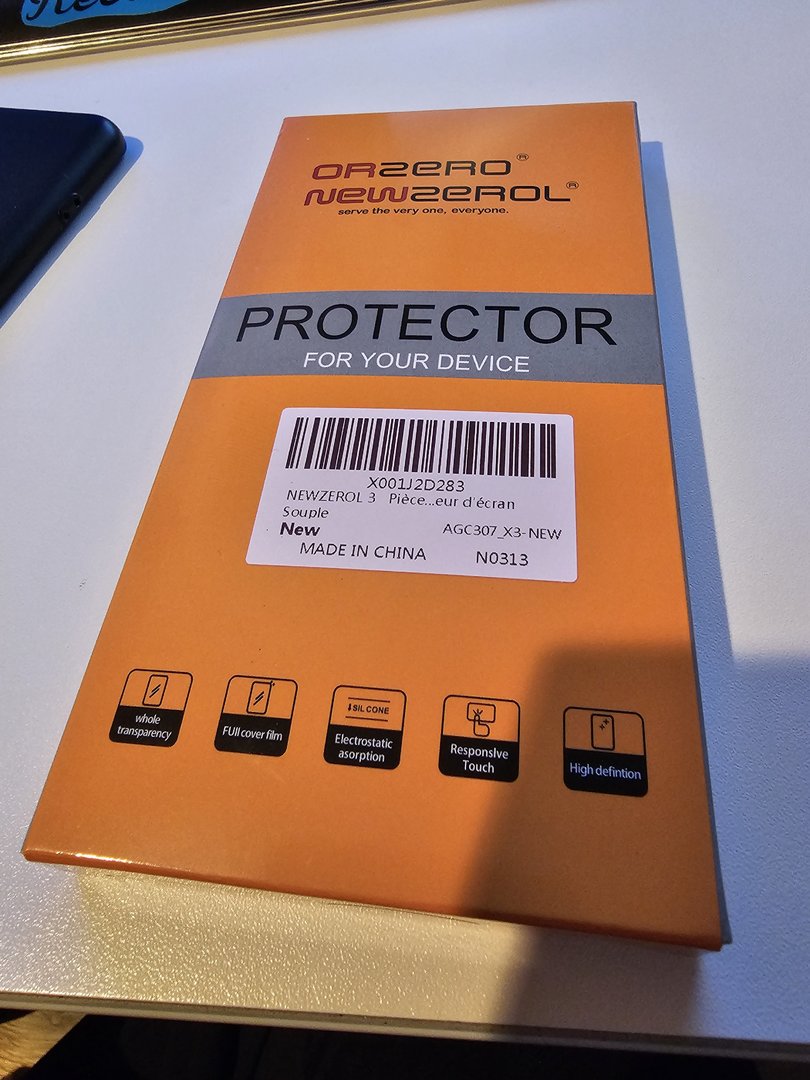 ORZERO®
NEWZEROL®
serve the very one, everyone.
PROTECTOR
FOR YOUR DEVICE
X001J2D283
NEWZEROL 3 Pièce...eur d'écran
Souple
New AGC307_X3-NEW
MADE IN CHINA N0313
whole
transparency
FUll cover film
SIL CONE
Electrostatic
asorption
Responslve
Touch
High defintion